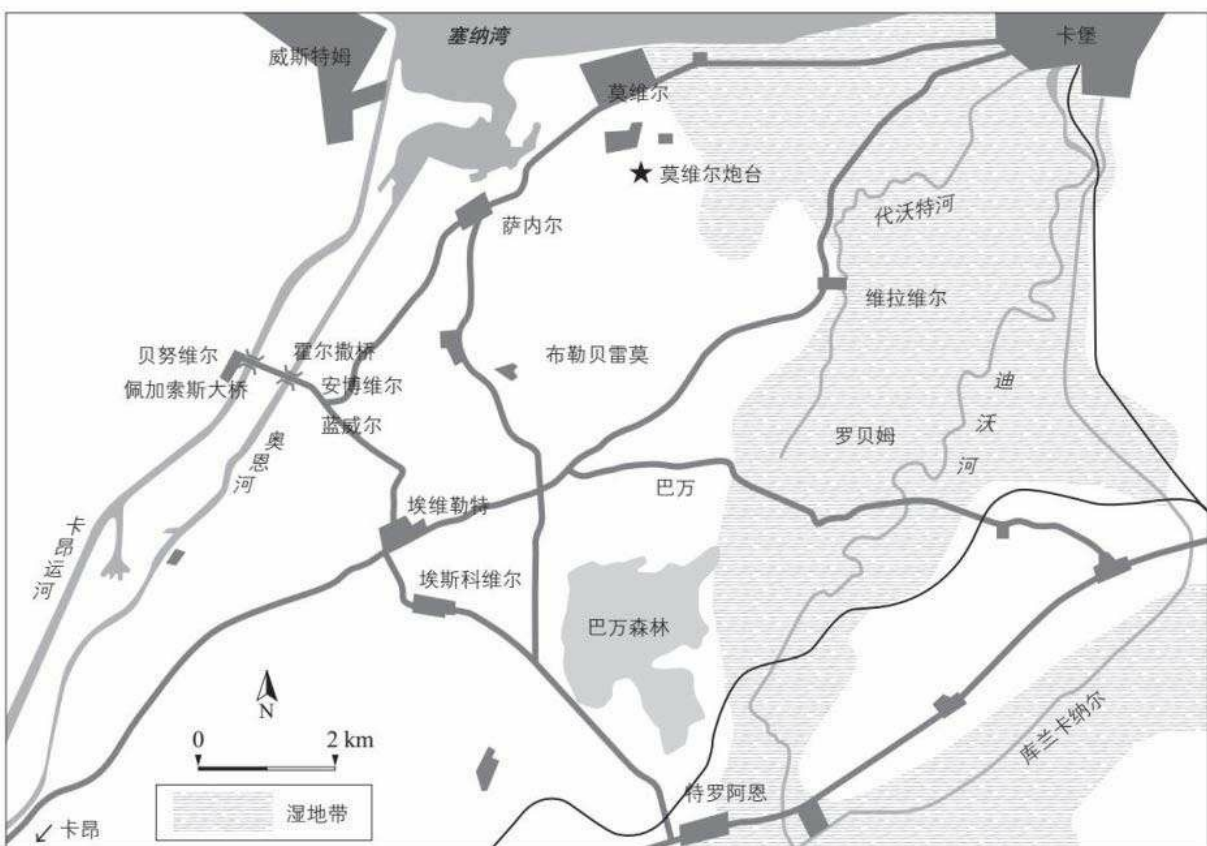 塞纳湾
威斯特姆
卡堡
莫维尔
莫维尔炮台
代沃特河
萨内尔
维拉维尔
贝努维尔
霍尔撒桥
布勒贝雷莫
佩加索斯大桥
安博维尔
蓝威尔
奥恩河
罗贝姆
迪沃河
巴万
埃维勒特
卡昂运河
埃斯科维尔
巴万森林
N
0 2 km
库兰卡纳尔
特罗阿恩
湿地带
卡昂